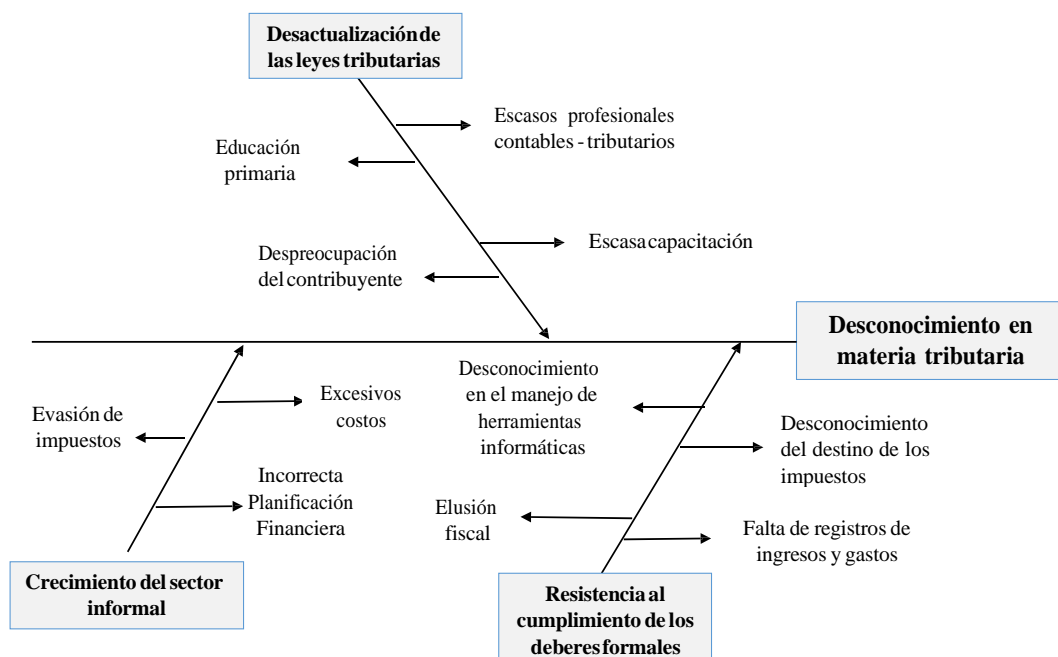 Desactualización de
las leyes tributarias
Escasos profesionales
contables - tributarios
Educación
primaria
Escasa capacitación
Despreocupación
del contribuyente
Desconocimiento en
materia tributaria
Desconocimiento
en el manejo de
herramientas
informáticas
Excesivos
costos
Evasión de
impuestos
Desconocimiento
del destino de los
impuestos
Incorrecta
Planificación
Financiera
Elusión
fiscal
Falta de registros de
ingresos y gastos
Crecimiento del sector
informal
Resistencia al
cumplimiento de los
deberes formales